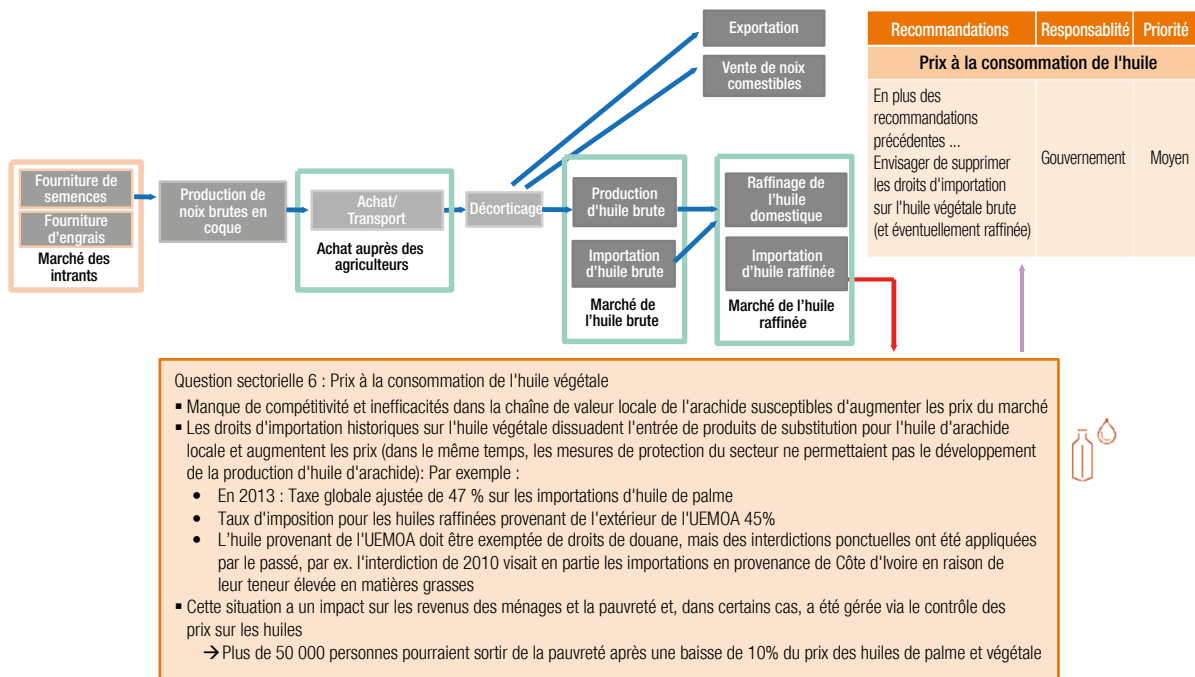 Exportation
Vente de noix
comestibles
Fourniture de
semences
Fourniture
d'engrais
Marché des
intrants
Production de
noix brutes en
coque
Achat/
Transport
Achat auprès des
agriculteurs
Décorticage
Production
d'huile brute
Importation
d'huile brute
Marché de
l'huile brute
Raffinage de
l'huile
domestique
Importation
d'huile raffinée
Marché de l'huile
raffinée
Recommandations Responsablité Priorité
Prix à la consommation de l'huile
En plus des
recommandations
précédentes ...
Envisager de supprimer
les droits d'importation
sur l'huile végétale brute
(et éventuellement raffinée)
Gouvernement
Moyen
Question sectorielle 6 : Prix à la consommation de l'huile végétale
▪ Manque de compétitivité et inefficacités dans la chaîne de valeur locale de l'arachide susceptibles d'augmenter les prix du marché
▪ Les droits d'importation historiques sur l'huile végétale dissuadent l'entrée de produits de substitution pour l'huile d'arachide
locale et augmentent les prix (dans le même temps, les mesures de protection du secteur ne permettaient pas le développement
de la production d'huile d'arachide): Par exemple :
• En 2013 : Taxe globale ajustée de 47 % sur les importations d'huile de palme
• Taux d'imposition pour les huiles raffinées provenant de l'extérieur de l'UEMOA 45%
• L'huile provenant de l'UEMOA doit être exemptée de droits de douane, mais des interdictions ponctuelles ont été appliquées
par le passé, par ex. l'interdiction de 2010 visait en partie les importations en provenance de Côte d'Ivoire en raison de
leur teneur élevée en matières grasses
▪ Cette situation a un impact sur les revenus des ménages et la pauvreté et, dans certains cas, a été gérée via le contrôle des
prix sur les huiles
→ Plus de 50 000 personnes pourraient sortir de la pauvreté après une baisse de 10% du prix des huiles de palme et végétale